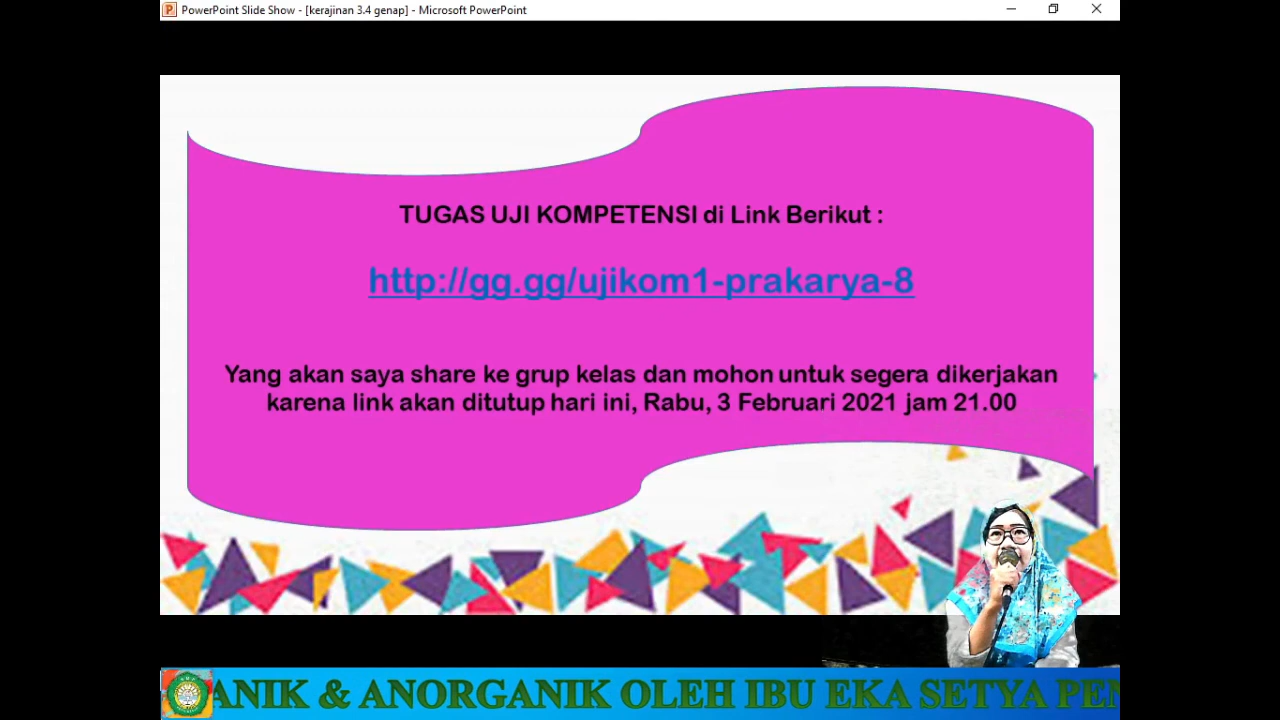 PowerPoint Slide Show - [kerajinan 3.4 genap] - Microsoft PowerPoint
TUGAS UJI KOMPETENSI di Link Berikut :
http://gg.gg/ujikom1-prakarya-8
Yang akan saya share ke grup kelas dan mohon untuk segera dikerjakan
karena link akan ditutup hari ini, Rabu, 3 Februari 2021 jam 21.00
ANIK & ANORGANIK OLEH IBU EKA SETYA PEN